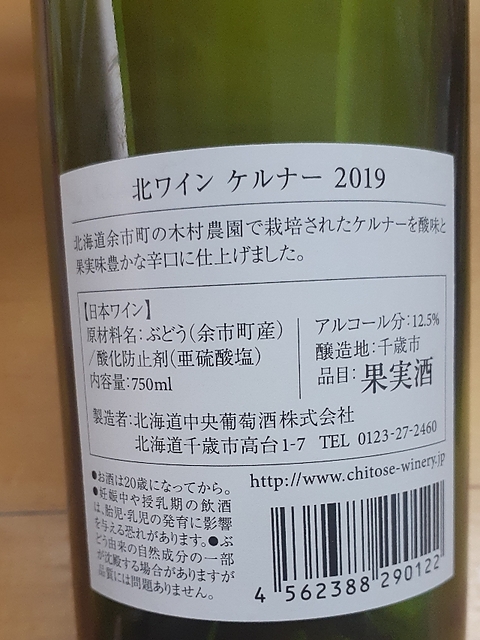 北ワイン ケルナー 2019
北海道余市町の木村農園で栽培されたケルナーを酸味と
果実味豊かな辛口に仕上げました。
【日本ワイン】
原材料名：ぶどう（余市町産）
/酸化防止剤（亜硫酸塩）
内容量：750ml
アルコール分：12.5%
醸造地：千歳市
品目：果実酒
製造者：北海道中央葡萄酒株式会社
北海道千歳市高台1-7 TEL 0123-27-2460
●お酒は20歳になってから。
●妊娠中や授乳期の飲酒
は、胎児・乳児の発育に影響
を与える恐れがあります。●ぶ
どう由来の自然成分の一部
が沈殿する場合がありますが
品質には問題ありません。
http://www.chitose-winery.jp
4 562388 290122